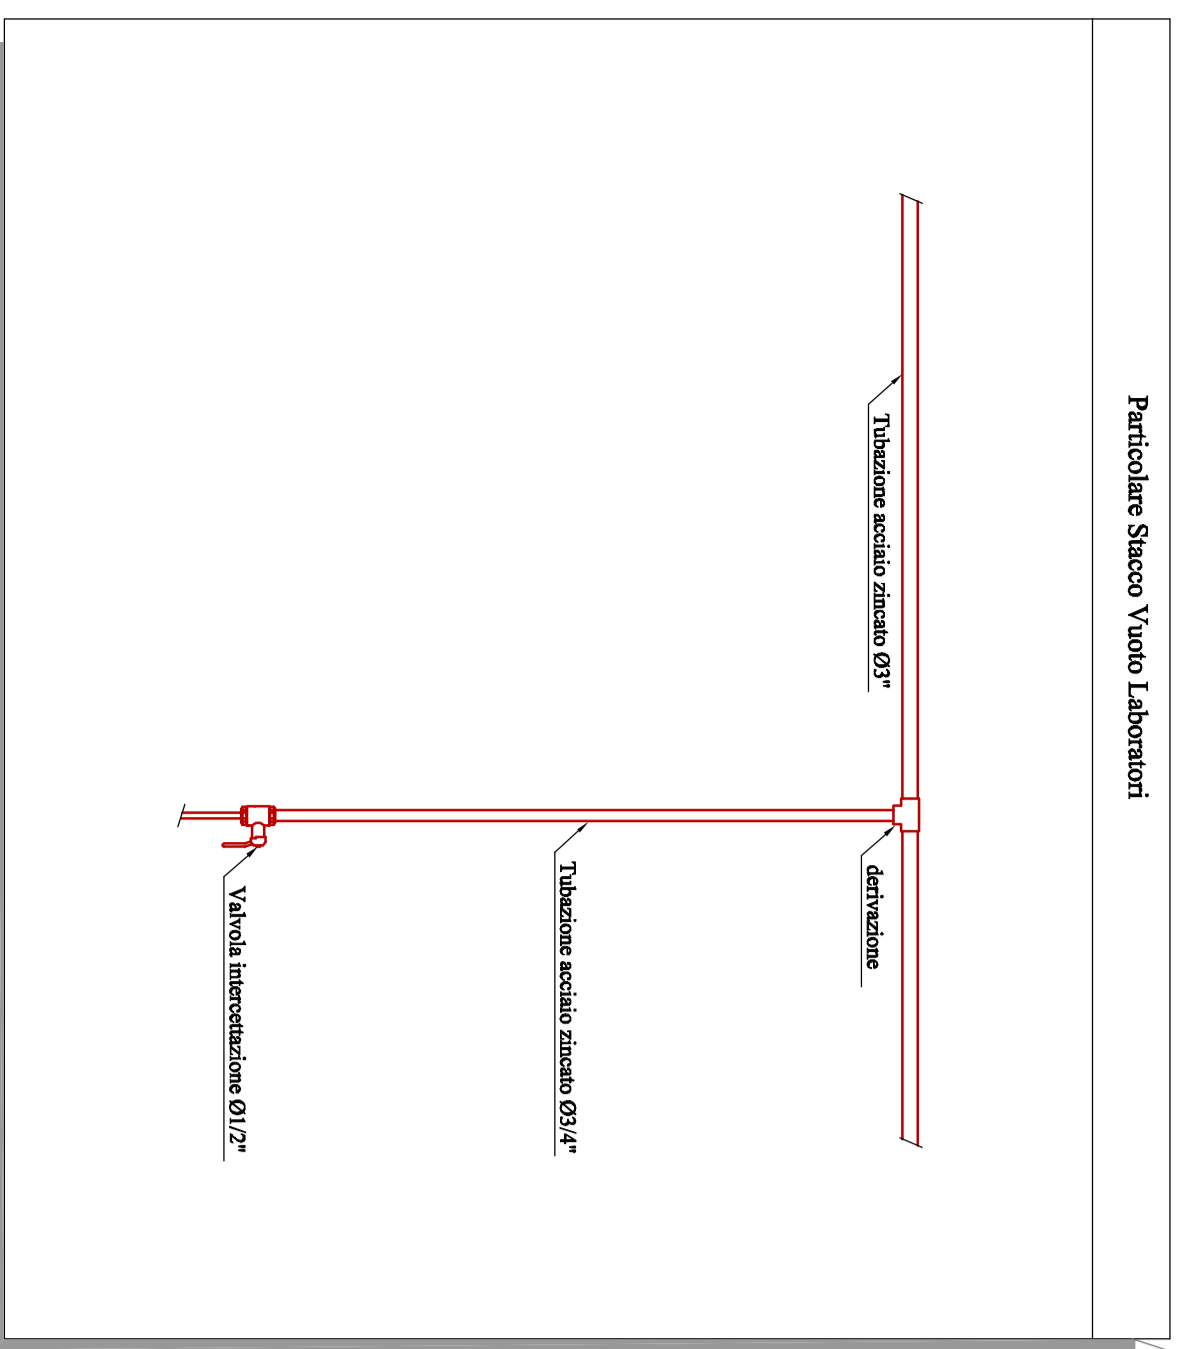 Particolare Stacco Vuoto Laboratori
Tubazione acciaio zincato Ø3"
derivazione
Tubazione acciaio zincato Ø3/4"
Valvola intercettazione Ø1/2"